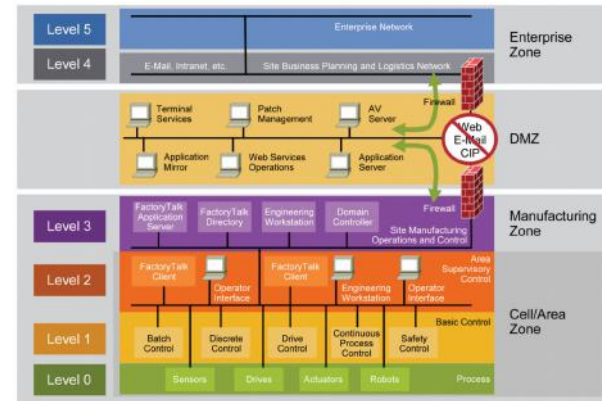 Level 5
Enterprise Network
Enterprise
Zone
Level 4
E-Mail, Intranet, etc.
Site Business Planning and Logistics Network
Firewall
Terminal
Services
Patch
Management
AV
Server
Web
E-Mail
CIP
DMZ
Application
Mirror
Web Services
Operations
Application
Server
Firewall
Level 3
FactoryTalk
Application
Server
FactoryTalk
Directory
Engineering
Workstation
Domain
Controller
Site Manufacturing
Operations and Control
Manufacturing
Zone
Level 2
FactoryTalk
Client
Operator
Interface
FactoryTalk
Client
Engineering
Workstation
Operator
Interface
Area
Supervisory
Control
Cell/Area
Zone
Level 1
Basic Control
Batch
Control
Discrete
Control
Drive
Control
Continuous
Process
Control
Safety
Control
Level 0
Sensors
Drives
Actuators
Robots
Process